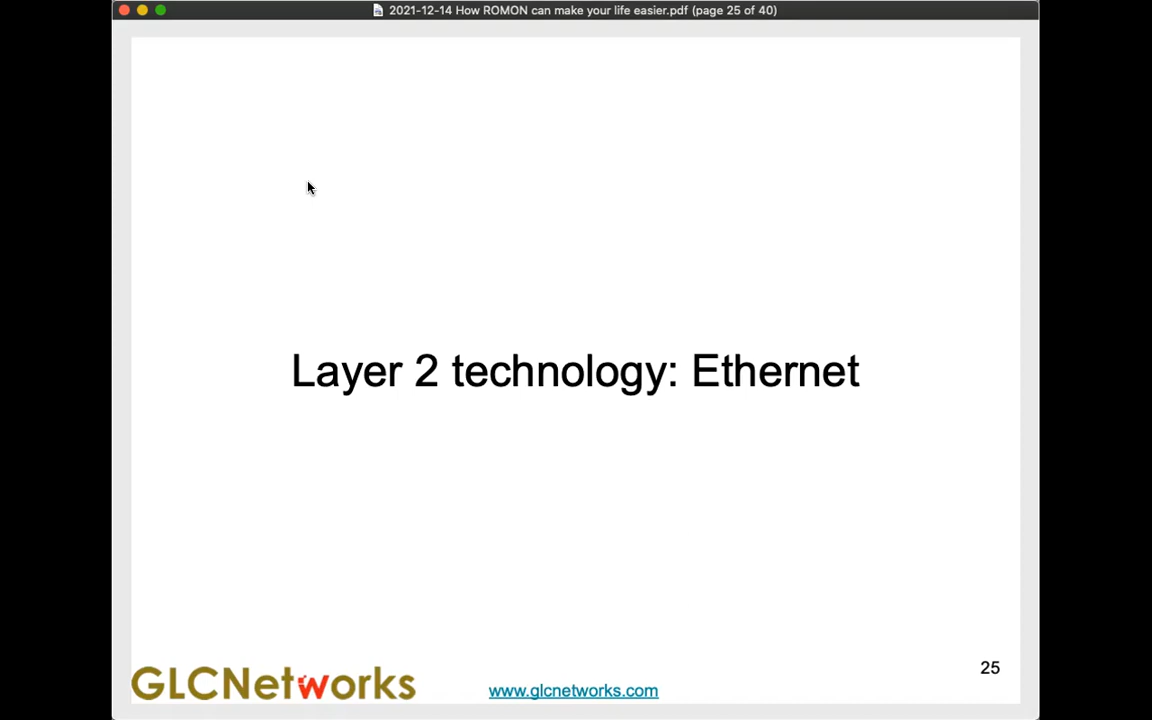 2021-12-14 How ROMON can make your life easier.pdf (page 25 of 40)
Layer 2 technology: Ethernet
25
GLCNetworks
www.glcnetworks.com